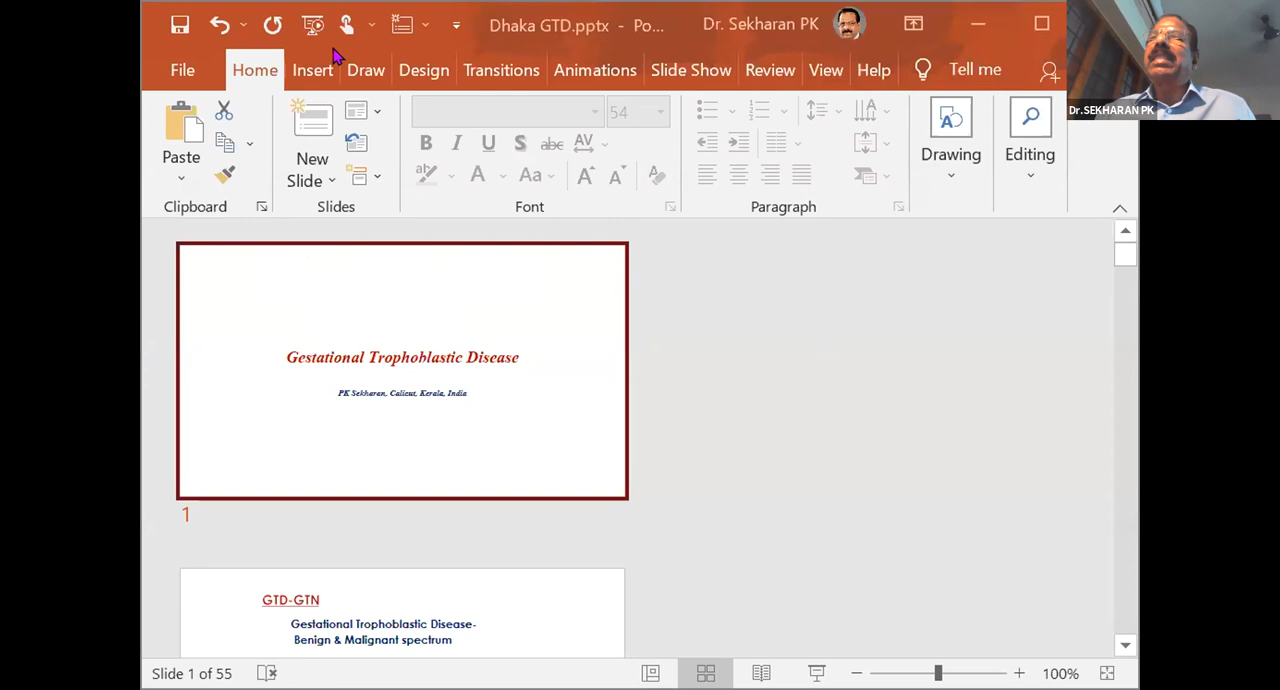 Dhaka GTD.pptx - Po...
Dr. Sekharan PK
File Home Insert Draw Design Transitions Animations Slide Show Review View Help Tell me
Dr.SEKHARAN PK
Paste
New
Slide
54
B I U S abc AV
A Aa A A
Drawing
Editing
Clipboard
Slides
Font
Paragraph
Gestational Trophoblastic Disease
PK Sekharan, Calicut, Kerala, India
1
GTD-GTN
Gestational Trophoblastic Disease-
Benign & Malignant spectrum
Slide 1 of 55
100%